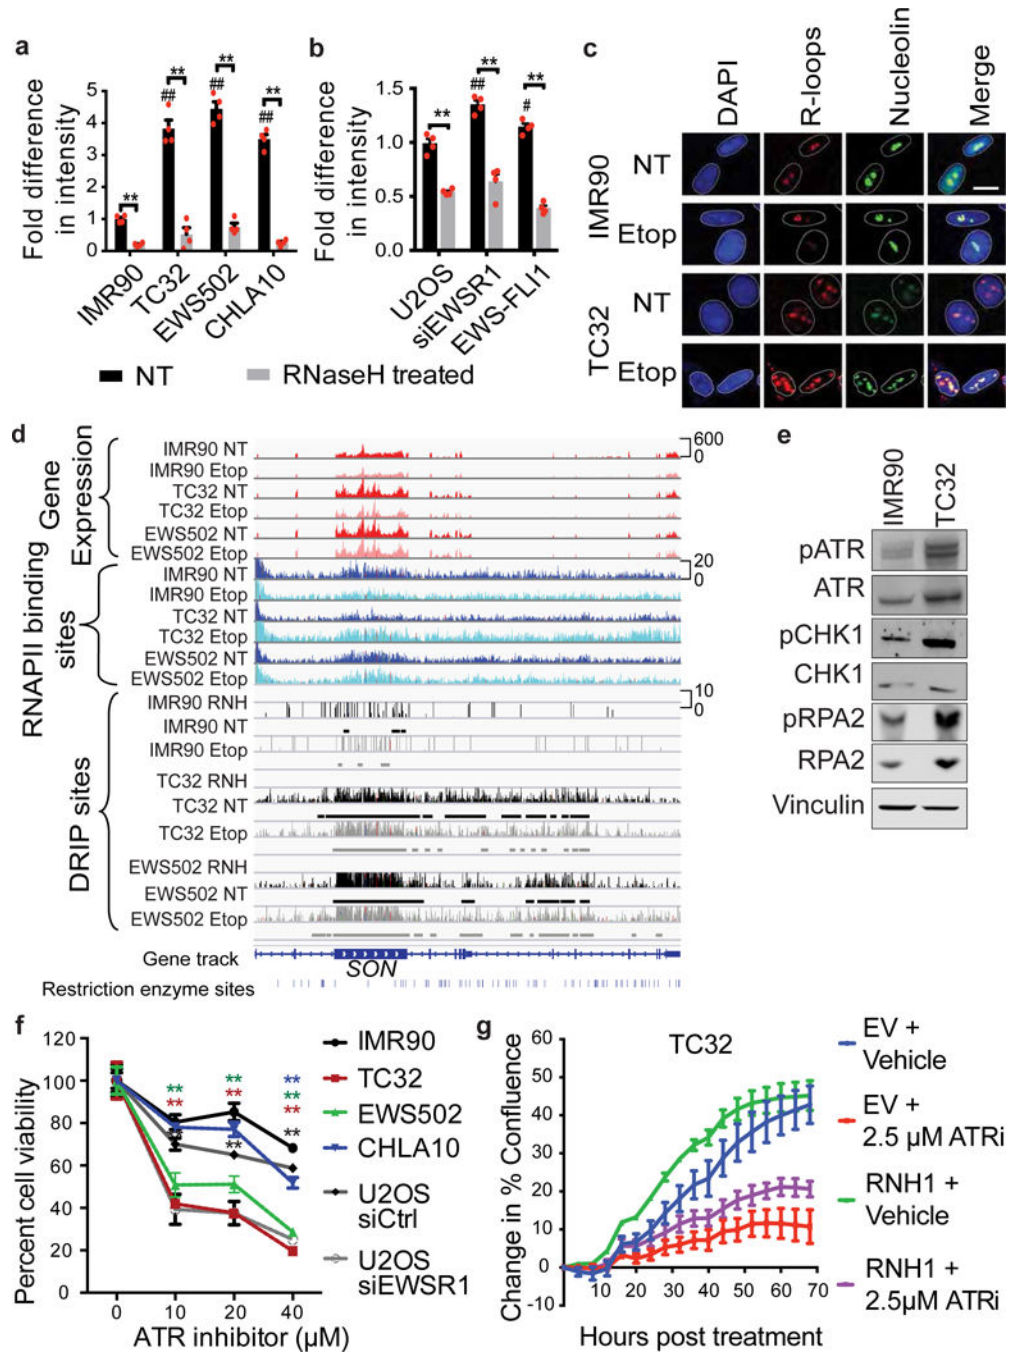 a
Fold difference
in intensity
5
4
3
2
1
0
**
## **
## **
## **
IMR90
TC32
EWS502
CHLA10
b
Fold difference
in intensity
1.5
1.0
0.5
0.0
**
## **
# **
U2OS
siEWSR1
EWS-FLI1
NT
RNaseH treated
c
DAPI
R-loops
Nucleolin
Merge
IMR90
NT
Etop
TC32
NT
Etop
d
Gene
Expression
IMR90 NT
IMR90 Etop
TC32 NT
TC32 Etop
EWS502 NT
EWS502 Etop
600
0
RNAPII binding
sites
IMR90 NT
IMR90 Etop
TC32 NT
TC32 Etop
EWS502 NT
EWS502 Etop
20
0
DRIP sites
IMR90 RNH
IMR90 NT
IMR90 Etop
TC32 RNH
TC32 NT
TC32 Etop
EWS502 RNH
EWS502 NT
EWS502 Etop
10
0
Gene track
SON
Restriction enzyme sites
e
IMR90
TC32
pATR
ATR
pCHK1
CHK1
pRPA2
RPA2
Vinculin
f
Percent cell viability
120
100
80
60
40
20
0
** ** **
** ** **
**
** ** **
0 10 20 40
ATR inhibitor (µM)
IMR90
TC32
EWS502
CHLA10
U2OS
siCtrl
U2OS
siEWSR1
g
TC32
Change in % Confluence
60
50
40
30
20
10
0
-10
0 10 20 30 40 50 60 70
Hours post treatment
EV +
Vehicle
EV +
2.5 µM ATRi
RNH1 +
Vehicle
RNH1 +
2.5µM ATRi